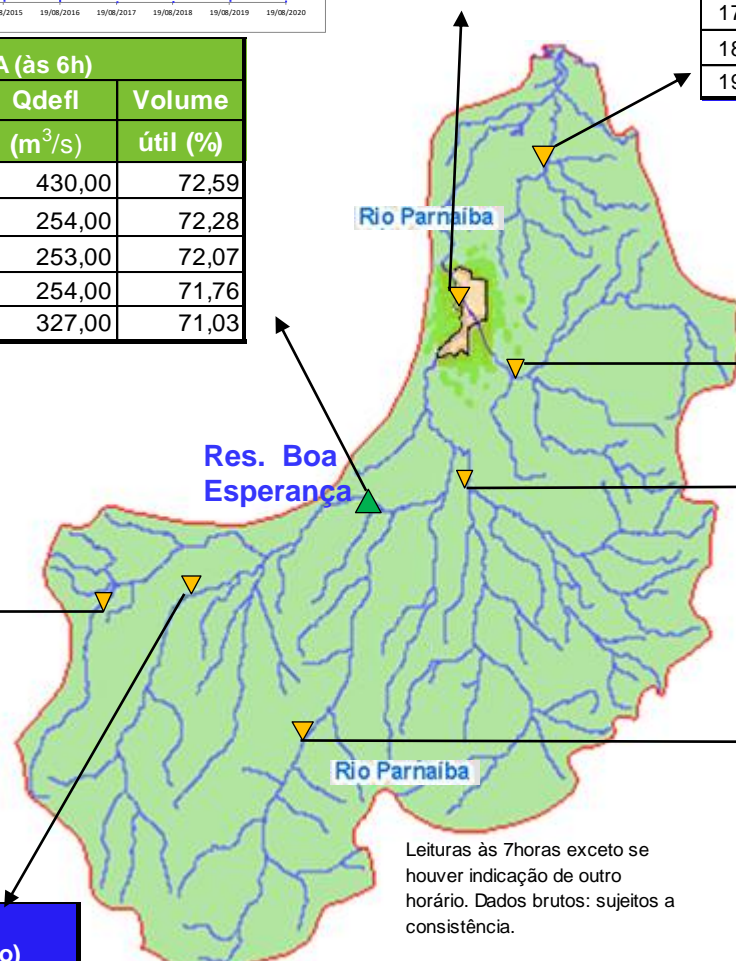 19/08/2016 19/08/2017 19/08/2018 19/08/2019 19/08/2020
17
18
19
A (às 6h)
Qdefl Volume
(m³/s) útil (%)
430,00 72,59
254,00 72,28
253,00 72,07
254,00 71,76
327,00 71,03
Rio Parnaíba
Res. Boa
Esperança
Rio Parnaíba
Leituras às 7horas exceto se
houver indicação de outro
horário. Dados brutos: sujeitos a
consistência.